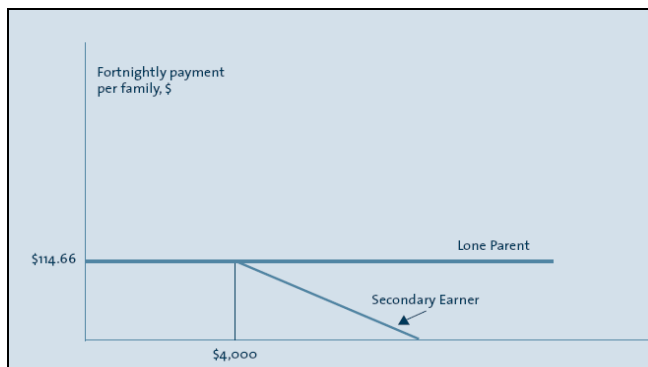 Fortnightly payment
per family, $
Lone Parent
$114.66
Secondary Earner
$4,000